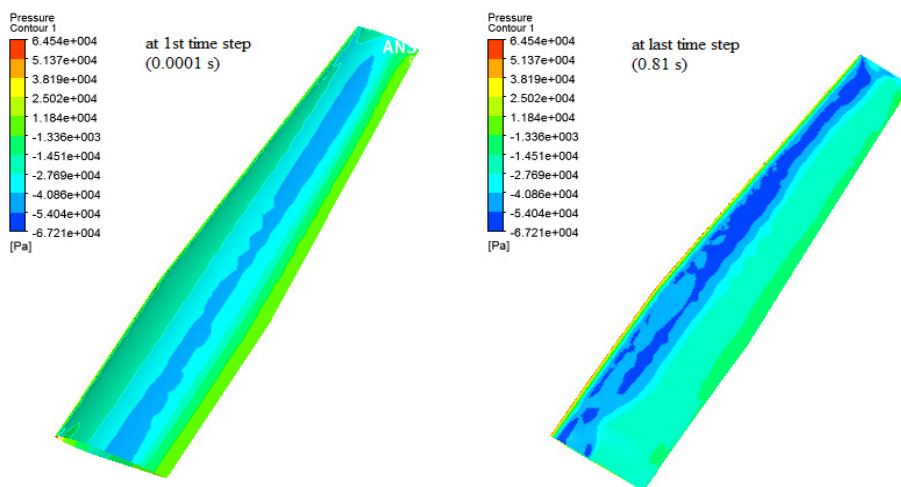 Pressure
Contour 1
6.454e+004
5.137e+004
3.819e+004
2.502e+004
1.184e+004
-1.336e+003
-1.451e+004
-2.769e+004
-4.086e+004
-5.404e+004
-6.721e+004
[Pa]
at 1st time step
(0.0001 s)
ANS
Pressure
Contour 1
6.454e+004
5.137e+004
3.819e+004
2.502e+004
1.184e+004
-1.336e+003
-1.451e+004
-2.769e+004
-4.086e+004
-5.404e+004
-6.721e+004
[Pa]
at last time step
(0.81 s)